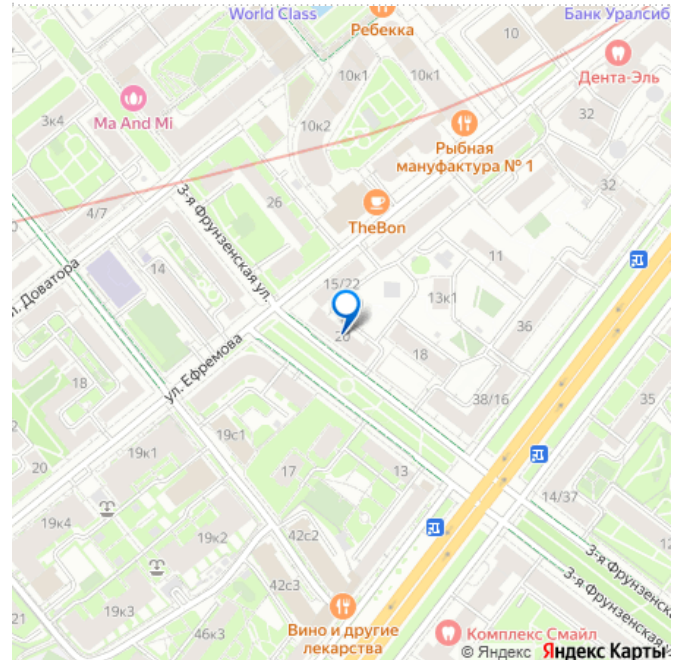 World Class
Банк Уралсиб
Ребекка
10
10к1
10к1
Дента-Эль
Ma And Mi
3к4
10к2
32
Рыбная
мануфактура № 1
32
26
4/7
TheBon
3-я Фрунзенская ул.
11
14
15/22
13к1
л. Доватора
20
36
18
ул. Ефремова
18
38/16
35
19с1
19к1
17
13
20
14/37
19к4
19к2
42с2
12
3-я Фрунзенская
42с3
3-я Фрунзенская у
21
19к3
46к3
Вино и другие
лекарства
Комплекс Смайл
© Яндекс Яндекс Карты